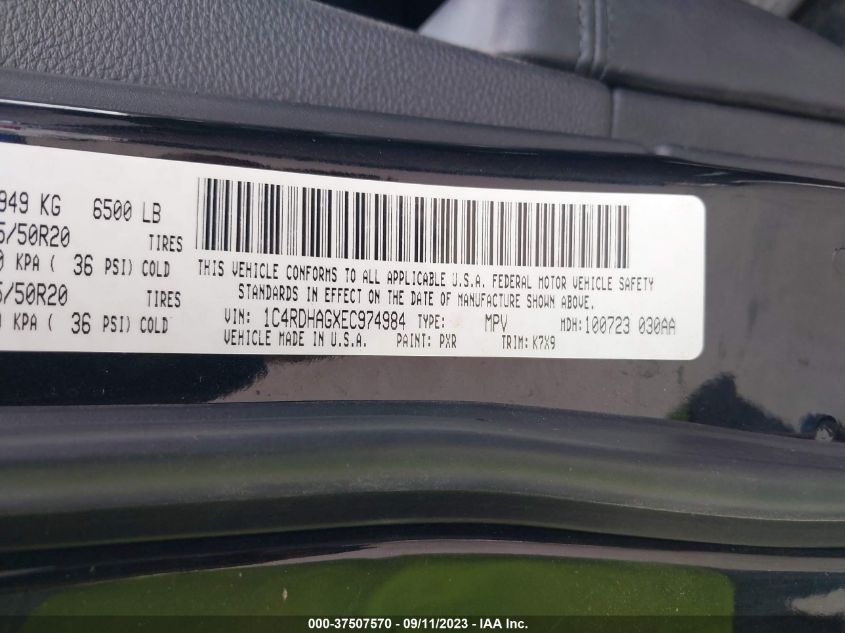 949 KG 6500 LB
5/50R20 TIRES
KPA ( 36 PSI) COLD
5/50R20 TIRES
KPA ( 36 PSI) COLD
THIS VEHICLE CONFORMS TO ALL APPLICABLE U.S.A. FEDERAL MOTOR VEHICLE SAFETY
STANDARDS IN EFFECT ON THE DATE OF MANUFACTURE SHOWN ABOVE.
VIN: 1C4RDHAGXEC974984 TYPE: MPV MDH:100723 030AA
VEHICLE MADE IN U.S.A. PAINT: PXR TRIM: K7X9
000-37507570 - 09/11/2023 - IAA Inc.